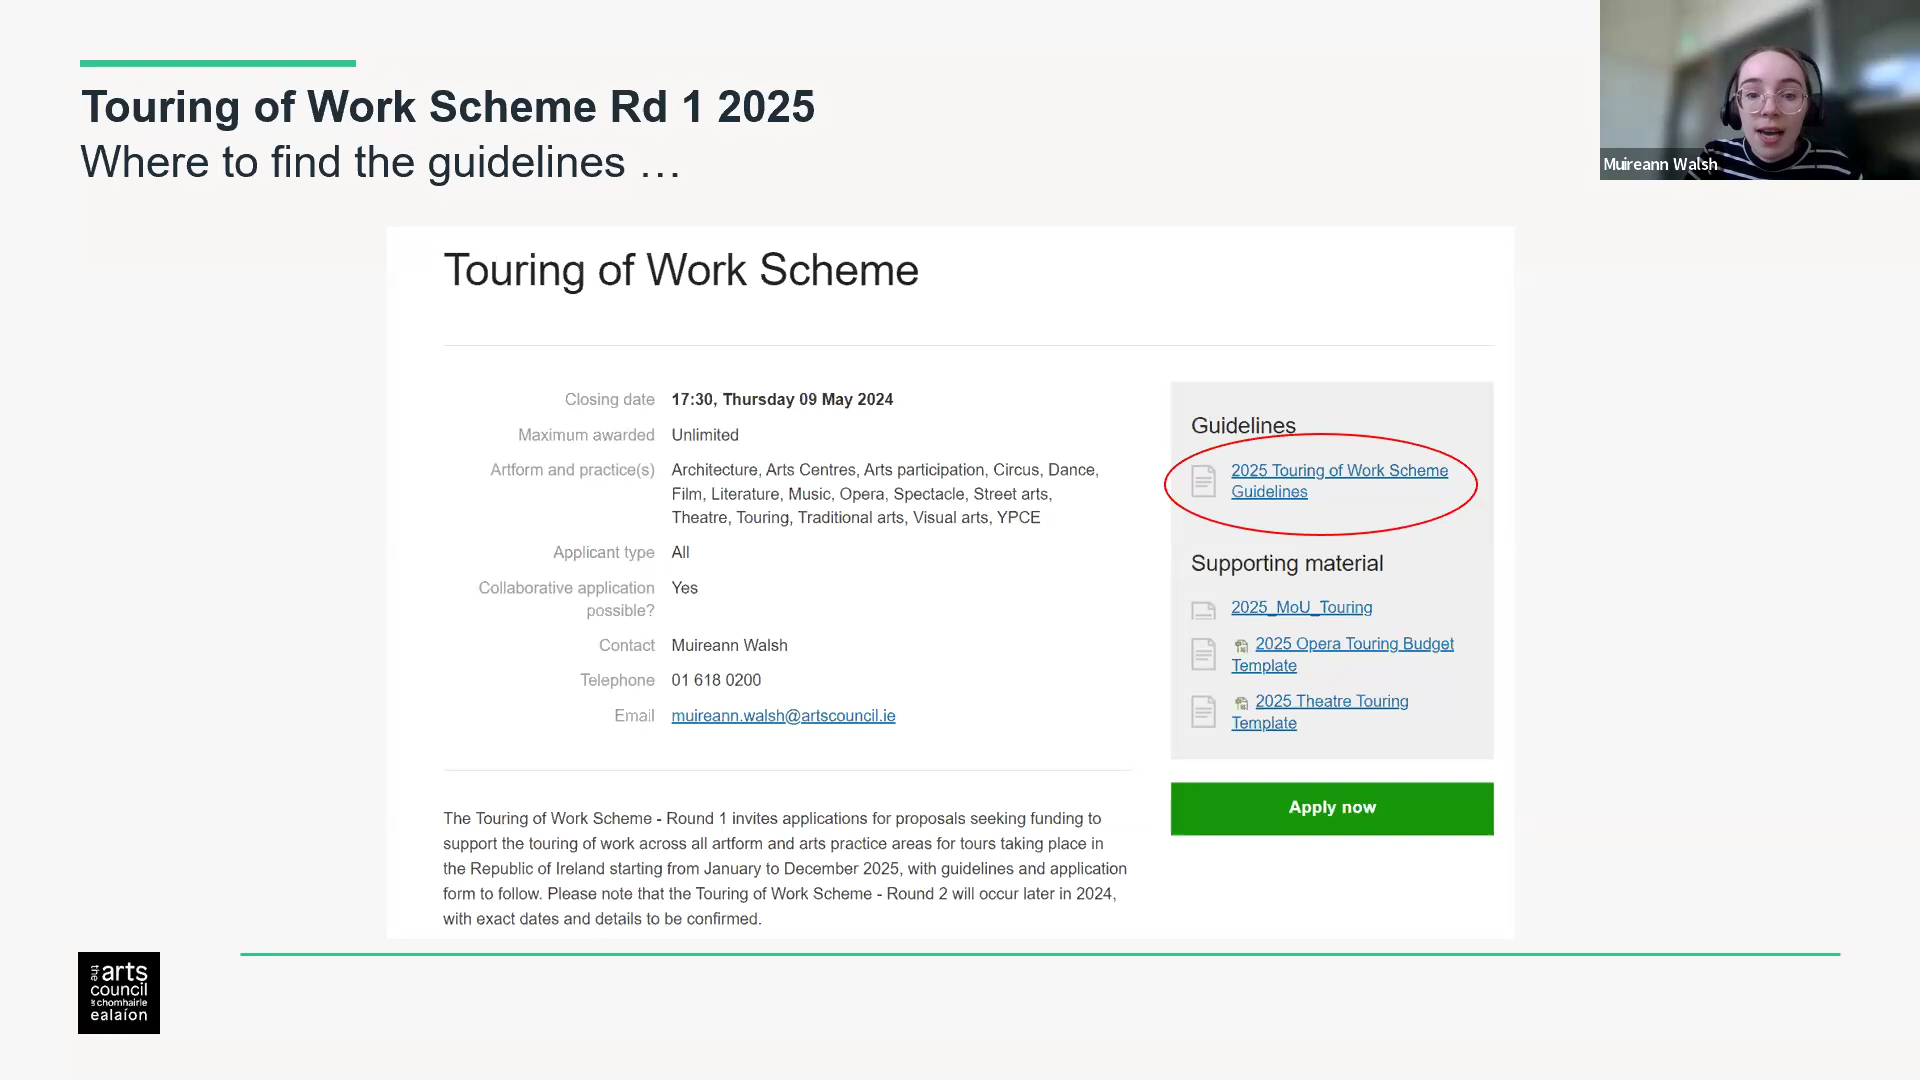 Touring of Work Scheme Rd 1 2025
Where to find the guidelines …
Muireann Walsh
Touring of Work Scheme
Closing date 17:30, Thursday 09 May 2024
Maximum awarded Unlimited
Artform and practice(s) Architecture, Arts Centres, Arts participation, Circus, Dance,
Film, Literature, Music, Opera, Spectacle, Street arts,
Theatre, Touring, Traditional arts, Visual arts, YPCE
Applicant type All
Collaborative application Yes
possible?
Contact Muireann Walsh
Telephone 01 618 0200
Email muireann.walsh@artscouncil.ie
The Touring of Work Scheme - Round 1 invites applications for proposals seeking funding to
support the touring of work across all artform and arts practice areas for tours taking place in
the Republic of Ireland starting from January to December 2025, with guidelines and application
form to follow. Please note that the Touring of Work Scheme - Round 2 will occur later in 2024,
with exact dates and details to be confirmed.
Guidelines
2025 Touring of Work Scheme
Guidelines
Supporting material
2025_MoU_Touring
2025 Opera Touring Budget
Template
2025 Theatre Touring
Template
Apply now
the arts
council
chomhairle
ealaíon